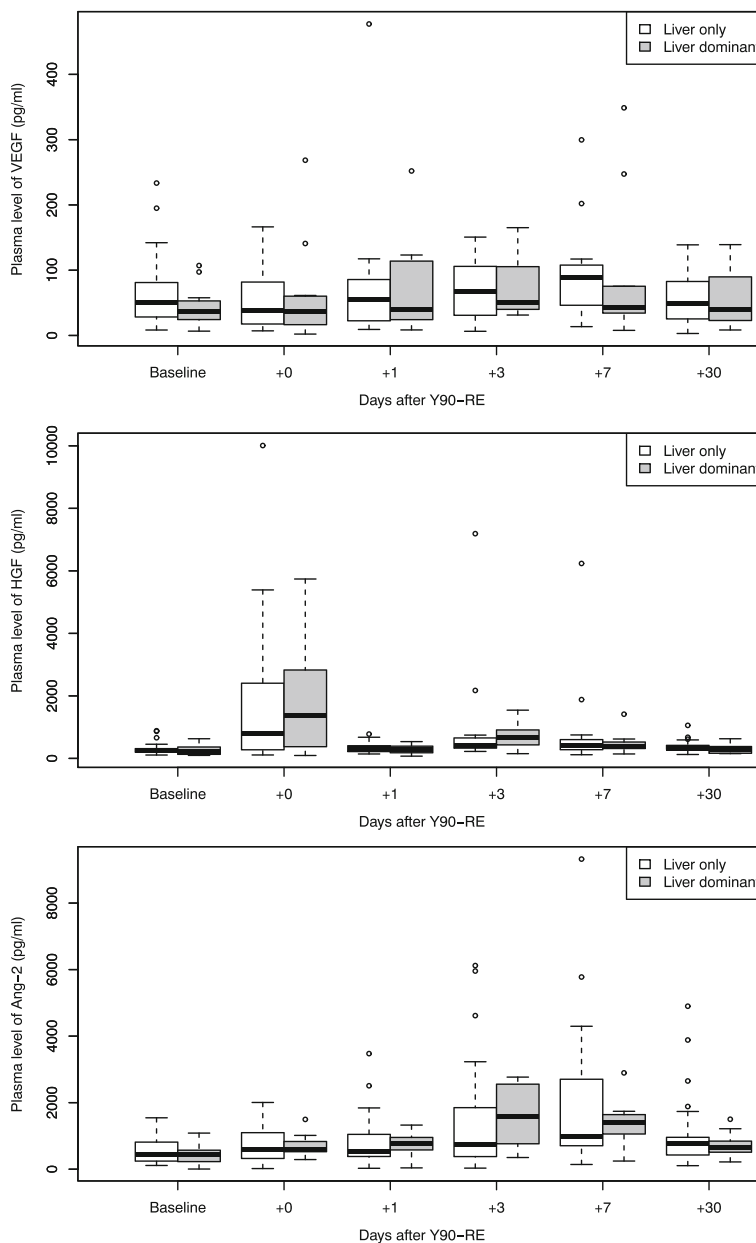 Liver only
Liver dominant
Plasma level of VEGF (pg/ml)
400
300
200
100
0
Baseline +0 +1 +3 +7 +30
Days after Y90−RE
Liver only
Liver dominant
Plasma level of HGF (pg/ml)
10000
8000
6000
4000
2000
0
Baseline +0 +1 +3 +7 +30
Days after Y90−RE
Liver only
Liver dominant
Plasma level of Ang−2 (pg/ml)
8000
6000
4000
2000
0
Baseline +0 +1 +3 +7 +30
Days after Y90−RE